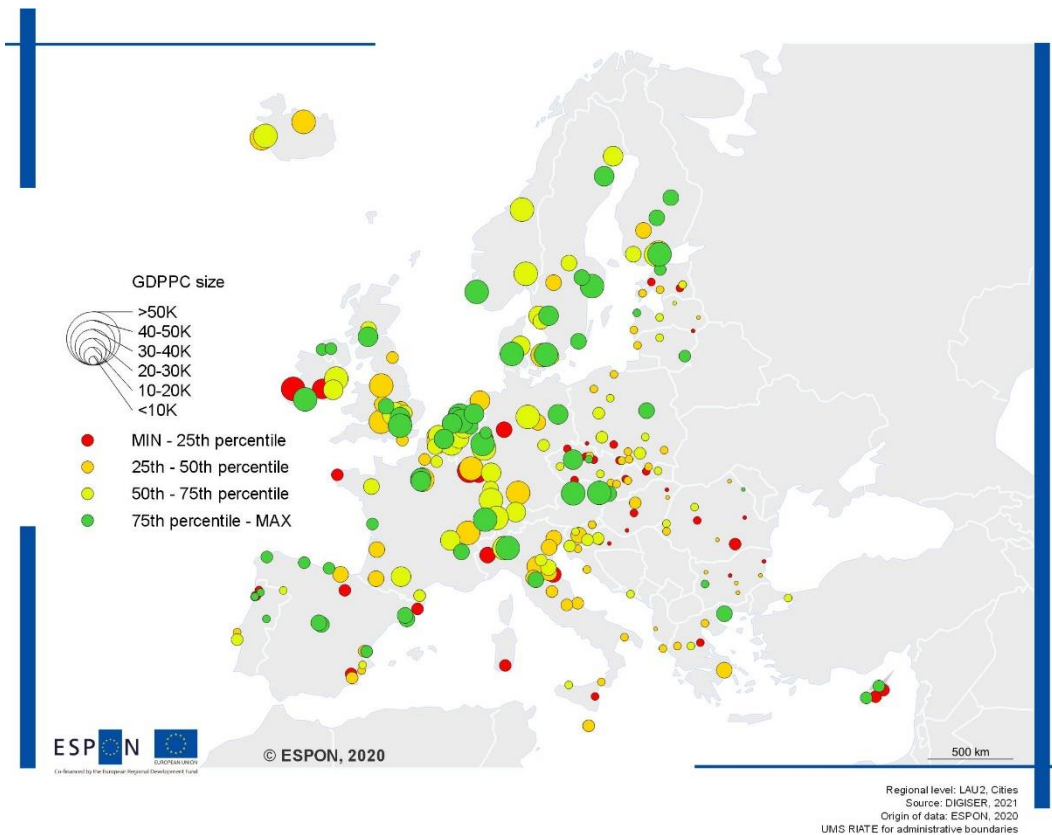 GDPPC size
>50K
40-50K
30-40K
20-30K
10-20K
<10K
MIN - 25th percentile
25th - 50th percentile
50th - 75th percentile
75th percentile - MAX
ESPON
EUROPEAN UNION
Co-financed by the European Regional Development Fund
© ESPON, 2020
500 km
Regional level: LAU2, Cities
Source: DIGISER, 2021
Origin of data: ESPON, 2020
UMS RIATE for administrative boundaries